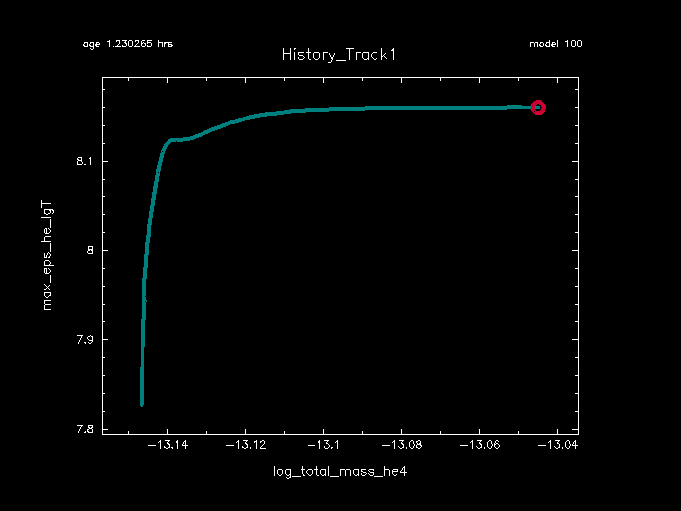 age 1.230265 hrs
model 100
History_Track1
8.1
8
7.9
7.8
max_eps_he_lgT
−13.14
−13.12
−13.1
−13.08
−13.06
−13.04
log_total_mass_he4